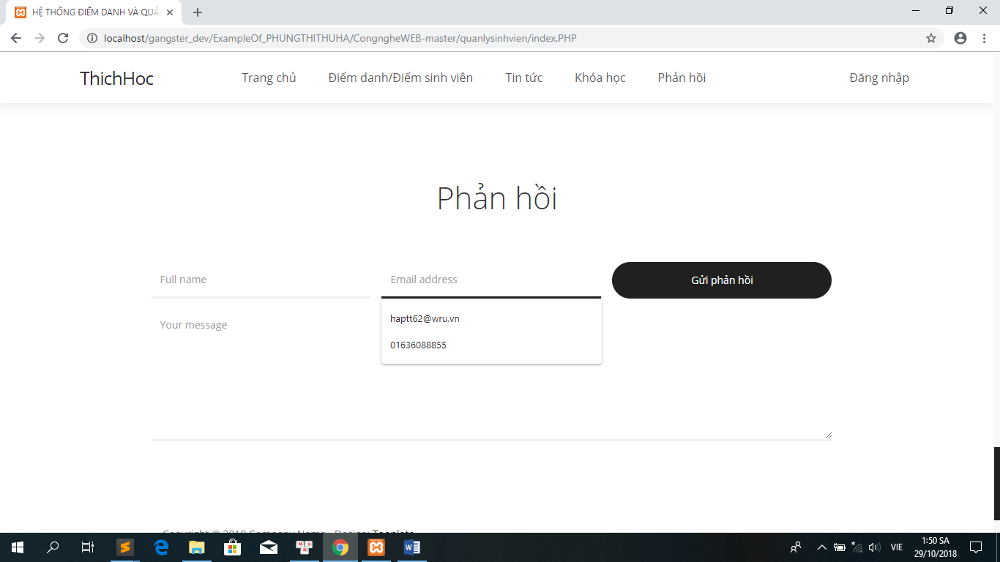 HỆ THỐNG ĐIỂM DANH VÀ QUẢ
localhost/gangster_dev/ExampleOf_PHUNGTHITHUHA/CongngheWEB-master/quanlysinhvien/index.PHP
ThichHoc Trang chủ Điểm danh/Điểm sinh viên Tin tức Khóa học Phản hồi Đăng nhập
Phản hồi
Full name Email address Gửi phản hồi
haptt62@wru.vn
Your message
01636088855
Copyright © 2018 Company Name - Design: Tooplate
VIE 1:50 SA
29/10/2018